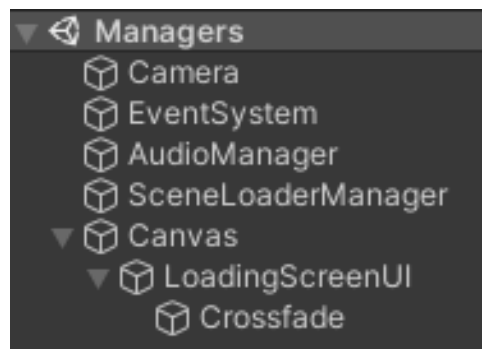 Managers
Camera
EventSystem
AudioManager
SceneLoaderManager
Canvas
LoadingScreenUI
Crossfade